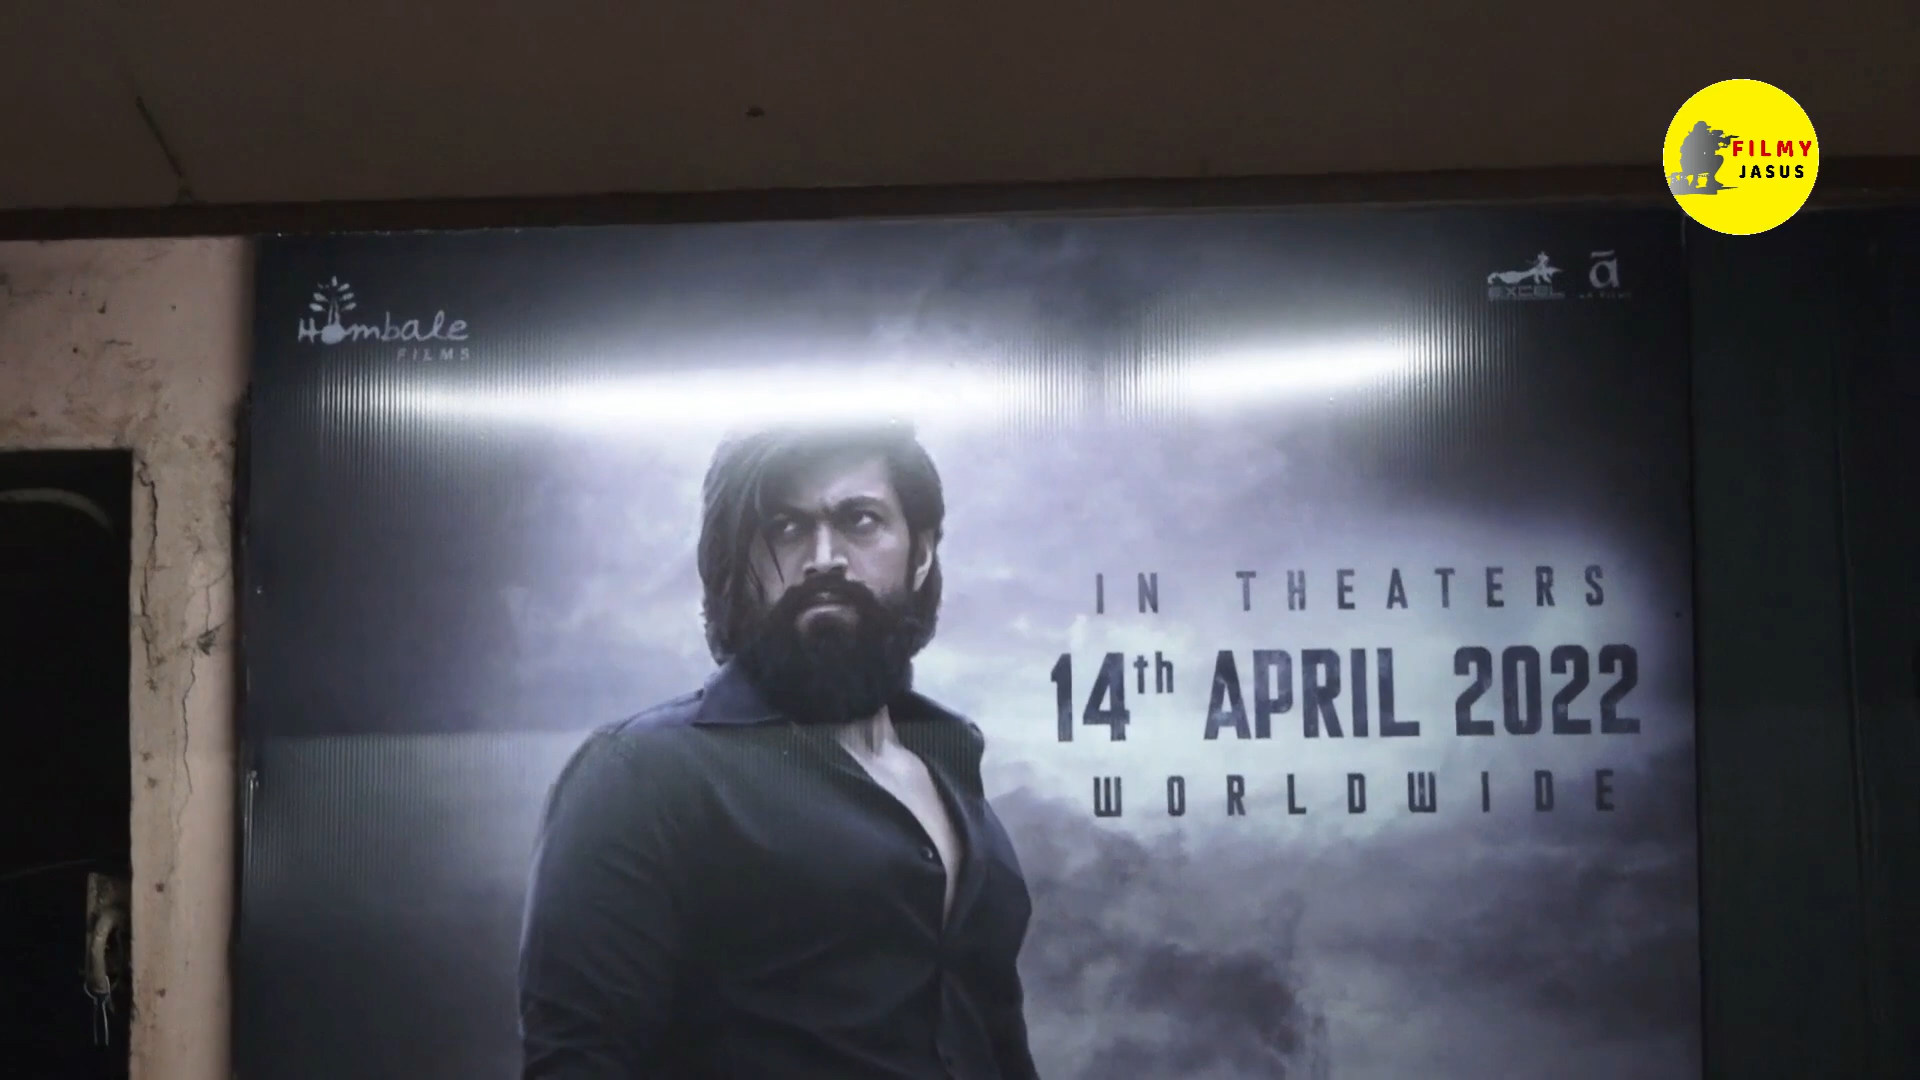 FILMY
JASUS
Hombale
FILMS
EXCEL
ā
IN THEATERS
14th APRIL 2022
WORLDWIDE